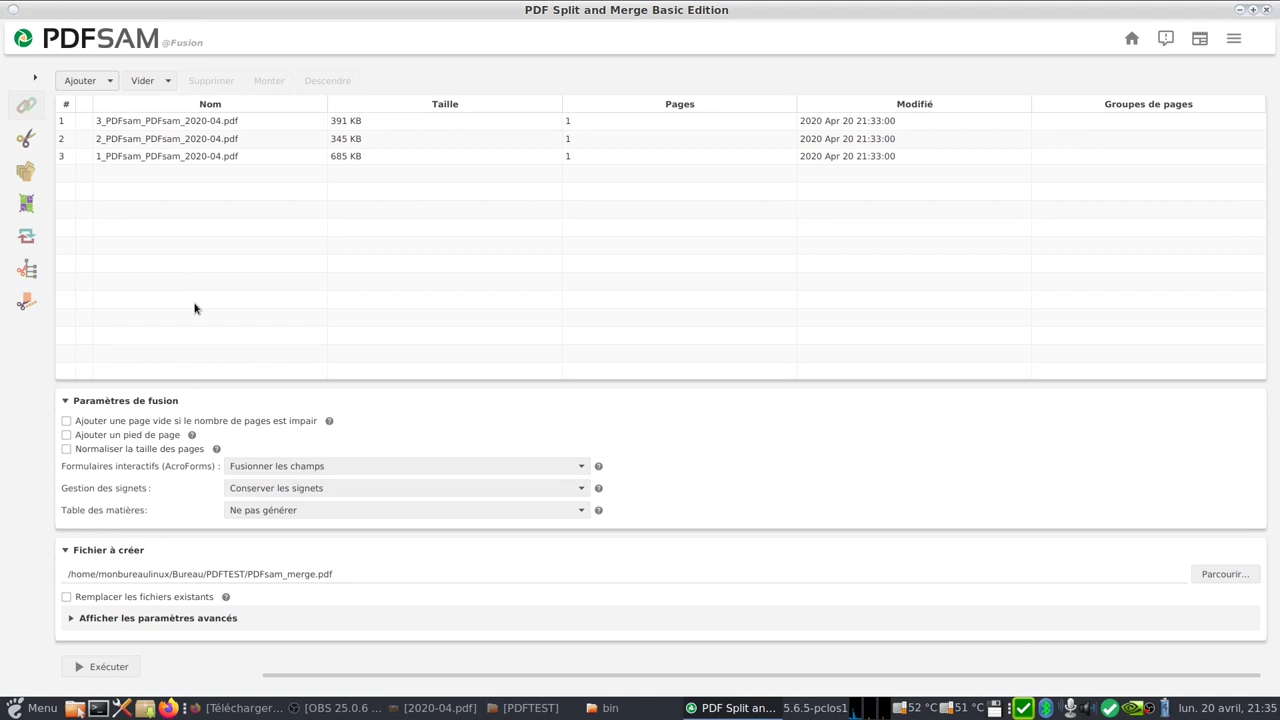 PDF Split and Merge Basic Edition
PDFSAM @Fusion
Ajouter Vider Supprimer Monter Descendre
# Nom Taille Pages Modifié Groupes de pages
1 3_PDFsam_PDFsam_2020-04.pdf 391 KB 1 2020 Apr 20 21:33:00
2 2_PDFsam_PDFsam_2020-04.pdf 345 KB 1 2020 Apr 20 21:33:00
3 1_PDFsam_PDFsam_2020-04.pdf 685 KB 1 2020 Apr 20 21:33:00
Paramètres de fusion
Ajouter une page vide si le nombre de pages est impair
Ajouter un pied de page
Normaliser la taille des pages
Formulaires interactifs (AcroForms) : Fusionner les champs
Gestion des signets : Conserver les signets
Table des matières: Ne pas générer
Fichier à créer
/home/monbureaulinux/Bureau/PDFTEST/PDFsam_merge.pdf Parcourir...
Remplacer les fichiers existants
Afficher les paramètres avancés
Exécuter
Menu [Télécharger... [OBS 25.0.6 ... [2020-04.pdf] [PDFTEST] bin PDF Split an... 5.6.5-pclos1 52 °C 51 °C lun. 20 avril, 21:35